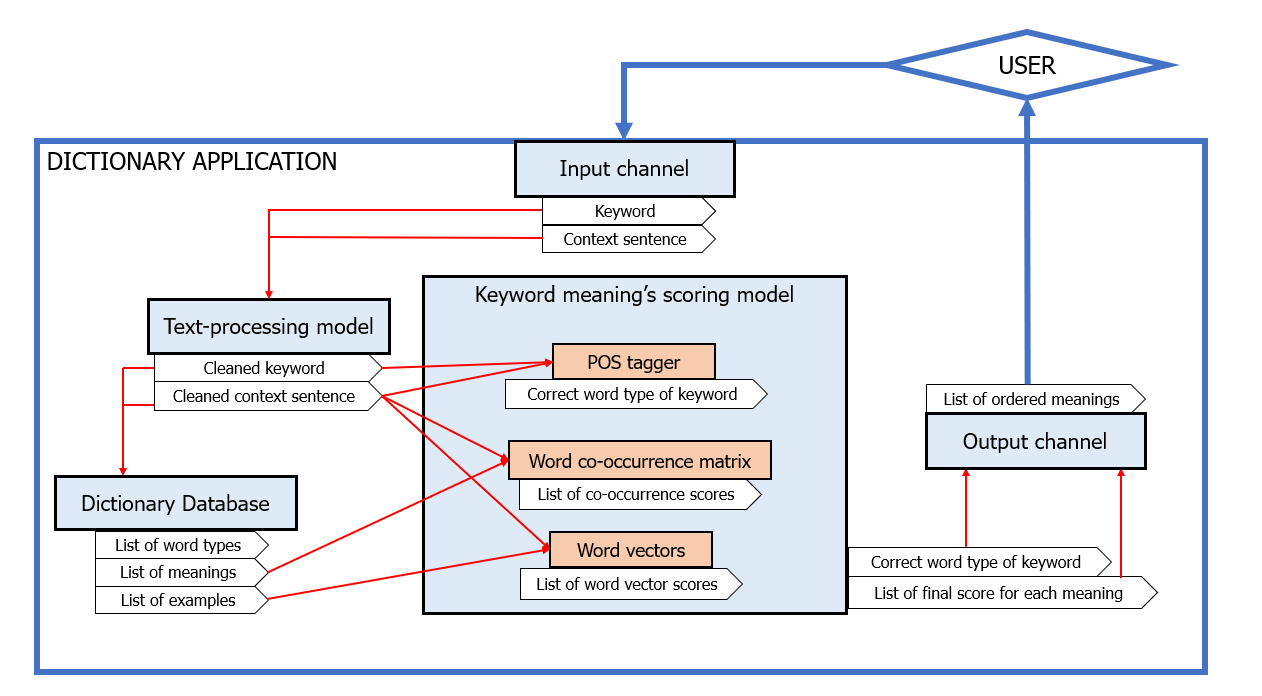 USER
DICTIONARY APPLICATION
Input channel
Keyword
Context sentence
Text-processing model
Cleaned keyword
Cleaned context sentence
Dictionary Database
List of word types
List of meanings
List of examples
Keyword meaning's scoring model
POS tagger
Correct word type of keyword
Word co-occurrence matrix
List of co-occurrence scores
Word vectors
List of word vector scores
List of ordered meanings
Output channel
Correct word type of keyword
List of final score for each meaning